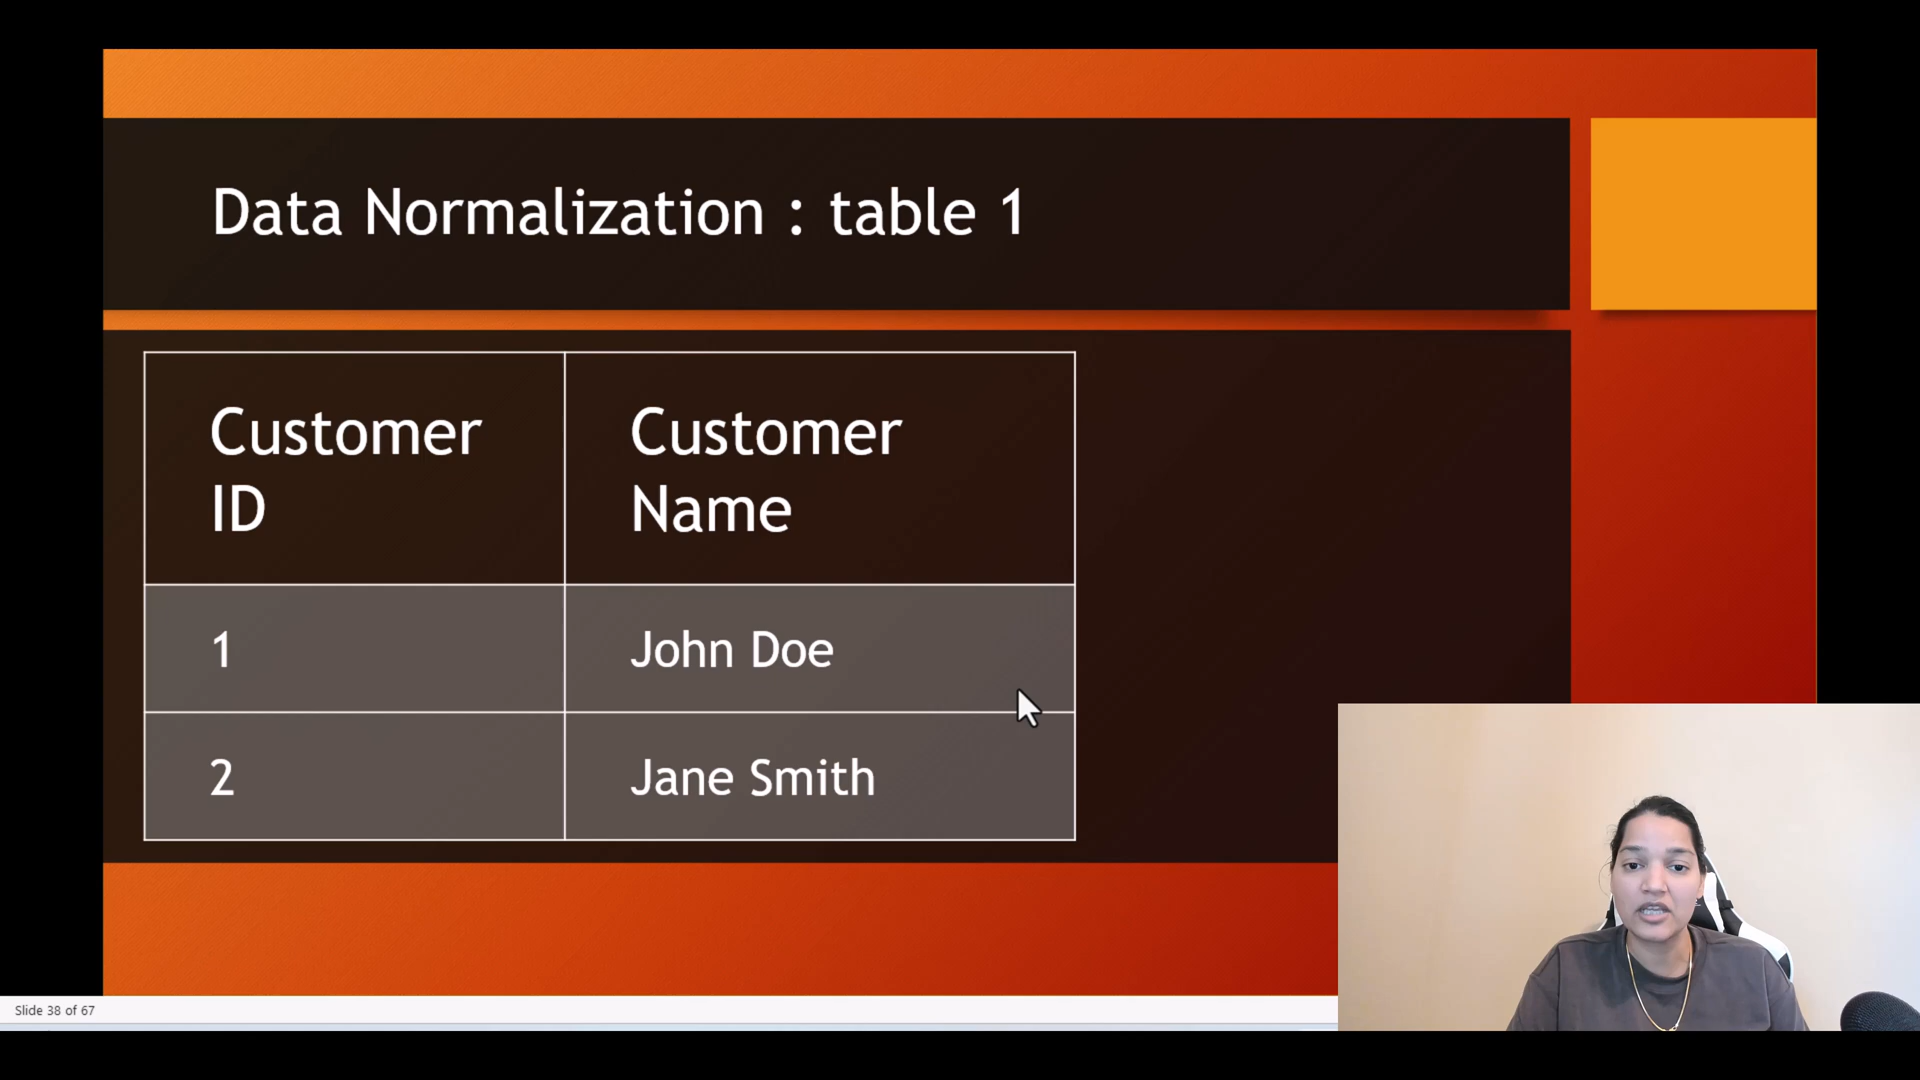 Data Normalization : table 1
Customer ID
Customer Name
1
John Doe
2
Jane Smith
Slide 38 of 67